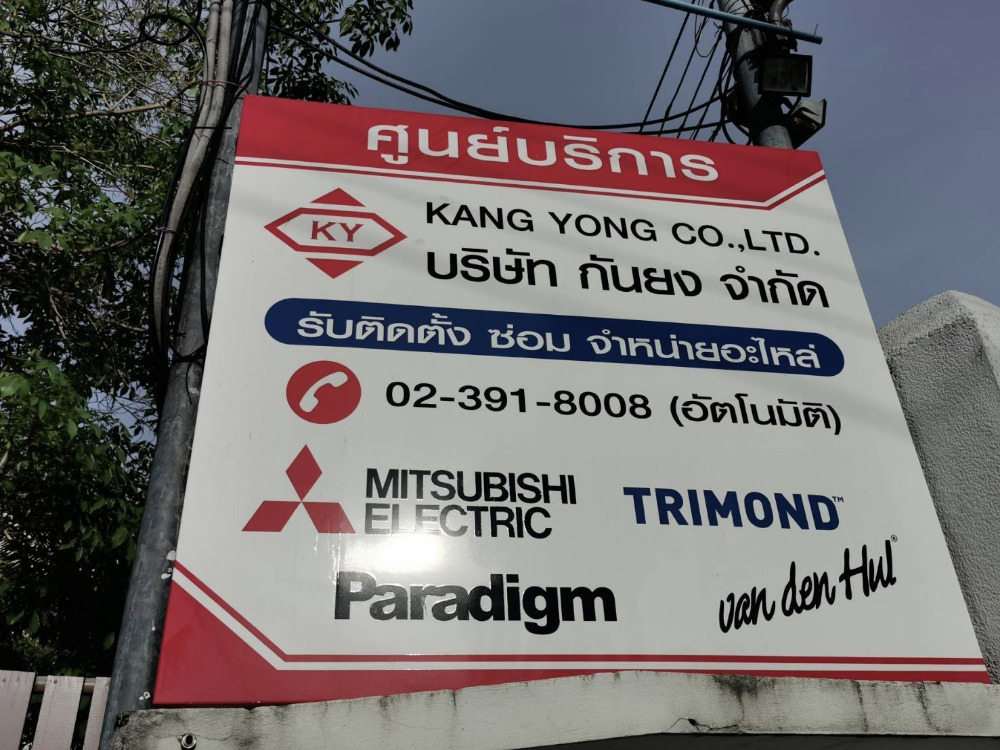 ศูนย์บริการ
KY
KANG YONG CO.,LTD.
บริษัท กันยง จำกัด
รับติดตั้ง ซ่อม จำหน่ายอะไหล่
02-391-8008 (อัตโนมัติ)
MITSUBISHI
ELECTRIC
TRIMOND™
Paradigm
van den Hul®